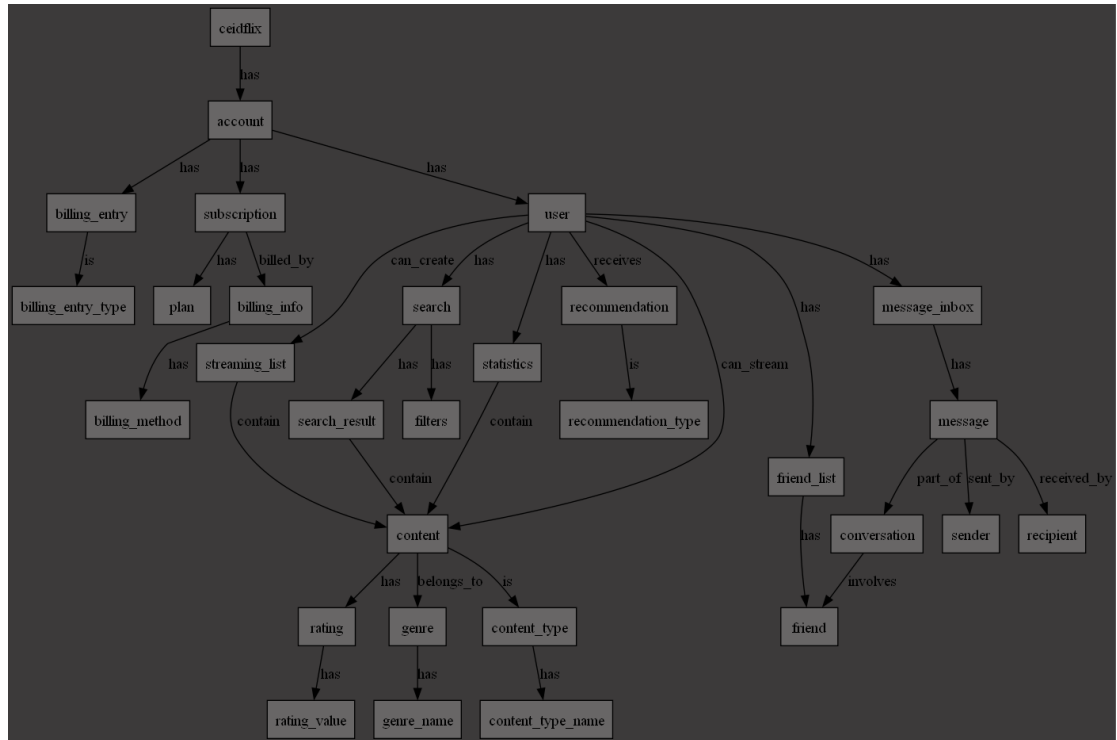 ceidflix
has
account
has
has
has
billing_entry
subscription
user
is
has
billed_by
can_create
has
has
receives
has
billing_entry_type
plan
billing_info
search
recommendation
has
message_inbox
has
streaming_list
has
has
statistics
is
can_stream
has
billing_method
contain
search_result
filters
contain
recommendation_type
message
contain
friend_list
part_of
sent_by
received_by
content
has
conversation
sender
recipient
has
belongs_to
is
involves
rating
genre
content_type
friend
has
has
has
rating_value
genre_name
content_type_name